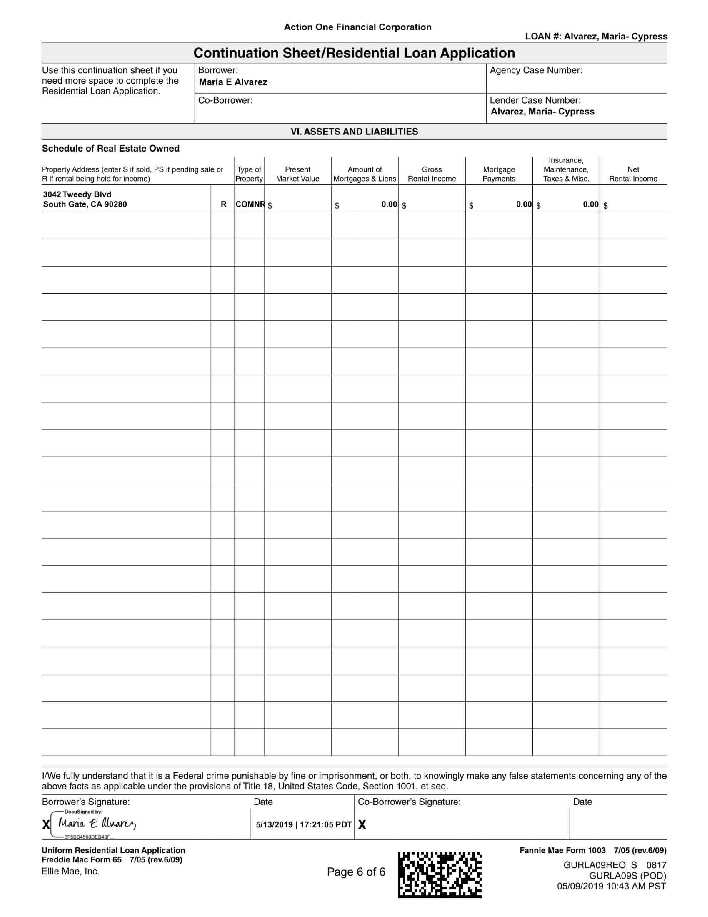 Action One Financial Corporation
LOAN #: Alvarez, Maria- Cypress
Continuation Sheet/Residential Loan Application
Use this continuation sheet if you
need more space to complete the
Residential Loan Application.
Borrower:
Maria E Alvarez
Agency Case Number:
Co-Borrower:
Lender Case Number:
Alvarez, Maria- Cypress
VI. ASSETS AND LIABILITIES
Schedule of Real Estate Owned
Property Address (enter S if sold, PS if pending sale or
R if rental being held for income)
Type of
Property
Present
Market Value
Amount of
Mortgages & Liens
Gross
Rental Income
Mortgage
Payments
Insurance,
Maintenance,
Taxes & Misc.
Net
Rental Income
3042 Tweedy Blvd
South Gate, CA 90280 R COMNR $ $ 0.00 $ $ 0.00 $ 0.00 $
I/We fully understand that it is a Federal crime punishable by fine or imprisonment, or both, to knowingly make any false statements concerning any of the
above facts as applicable under the provisions of Title 18, United States Code, Section 1001, et seq.
Borrower's Signature: Date Co-Borrower's Signature: Date
DocuSigned by:
X Maria E Alvarez 5/13/2019 | 17:21:05 PDT X
Uniform Residential Loan Application
Freddie Mac Form 65 7/05 (rev.6/09)
Ellie Mae, Inc.
Page 6 of 6
Fannie Mae Form 1003 7/05 (rev.6/09)
GURLA09REO_S 0817
GURLA09S (POD)
05/09/2019 10:43 AM PST